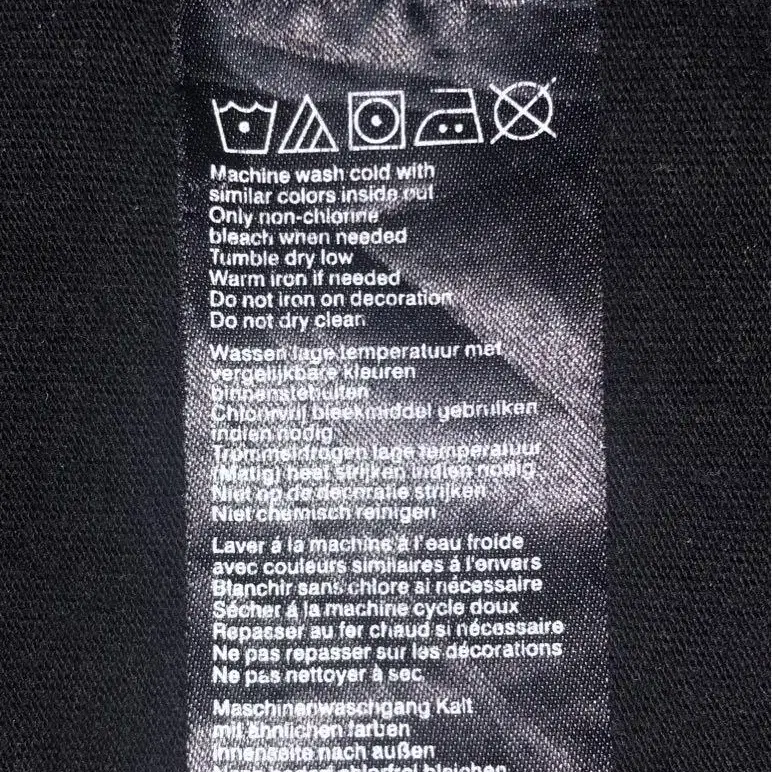 Machine wash cold with
similar colors inside out
Only non-chlorine
bleach when needed
Tumble dry low
Warm iron if needed
Do not iron on decoration
Do not dry clean
Wassen lage temperatuur met
vergelijkbare kleuren
binnenstebuiten
Chloorvrij bleekmiddel gebruiken
indien nodig
Trommeldrogen lage temperatuur
(Matig) heet strijken indien nodig
Niet op de decoratie strijken
Niet chemisch reinigen
Laver á la machine á l'eau froide
avec couleurs similaires á l'envers
Blanchir sans chlore si nécessaire
Sécher á la machine cycle doux
Repasser au fer chaud si nécessaire
Ne pas repasser sur les décorations
Ne pas nettoyer à sec
Maschinenwaschgang Kalt
mit ähnlichen farben
Innenseite nach außen
chlorfrei bleichen